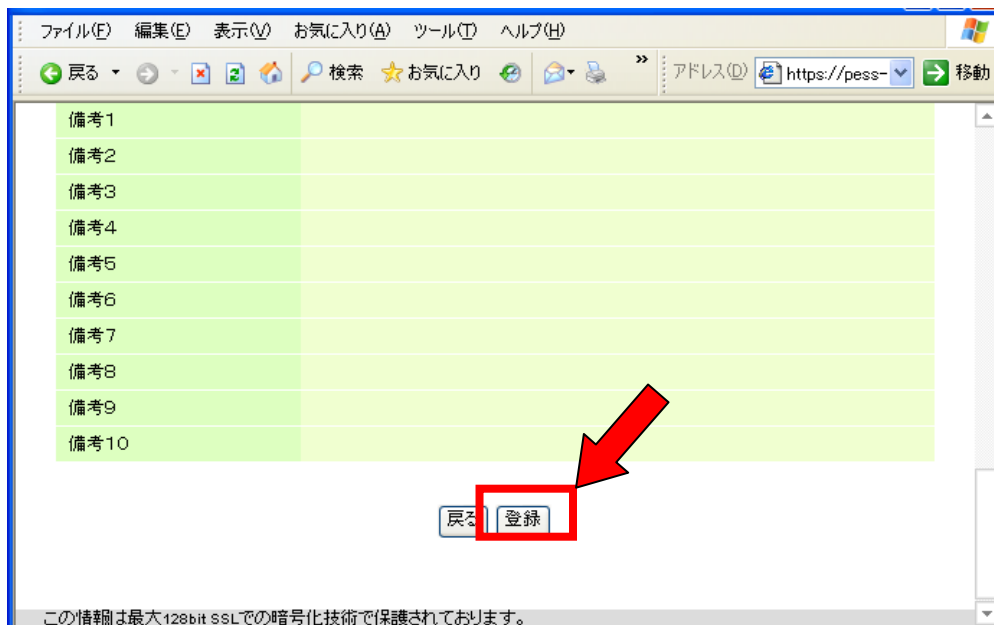 ファイル(F) 編集(E) 表示(V) お気に入り(A) ツール(T) ヘルプ(H)
戻る 検索 お気に入り » アドレス(D) https://pess- 移動
備考1
備考2
備考3
備考4
備考5
備考6
備考7
備考8
備考9
備考10
戻る 登録
この情報は最大128bit SSLでの暗号化技術で保護されております。